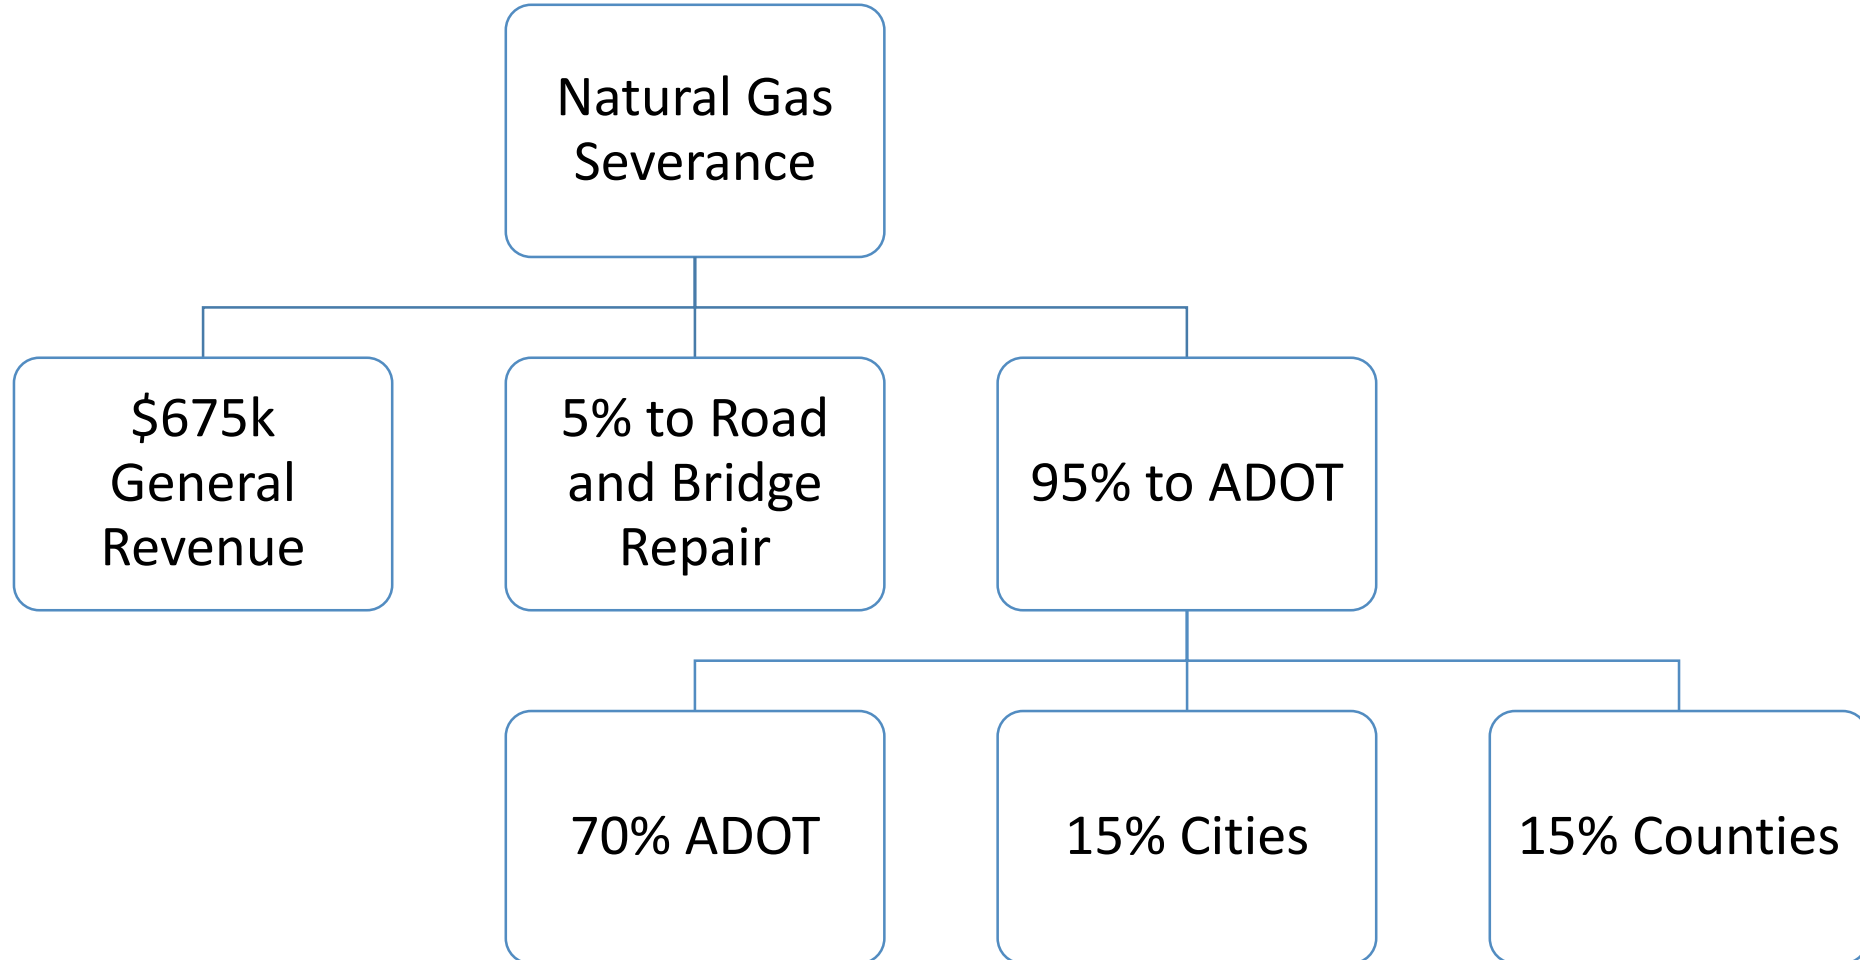 Natural Gas
Severance
$675k
General
Revenue
5% to Road
and Bridge
Repair
95% to ADOT
70% ADOT
15% Cities
15% Counties